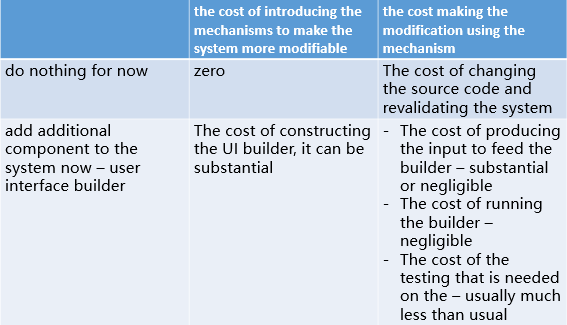 the cost of introducing the
mechanisms to make the
system more modifiable
the cost making the
modification using the
mechanism
do nothing for now
zero
The cost of changing
the source code and
revalidating the system
add additional
component to the
system now – user
interface builder
The cost of constructing
the UI builder, it can be
substantial
- The cost of producing
the input to feed the
builder – substantial
or negligible
- The cost of running
the builder –
negligible
- The cost of the
testing that is needed
on the – usually much
less than usual